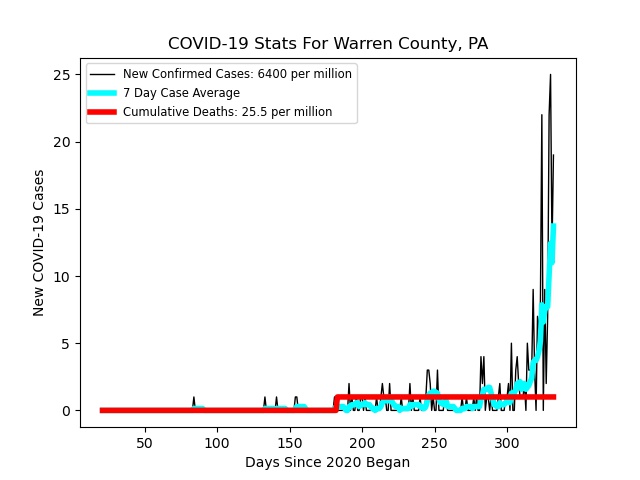 COVID-19 Stats For Warren County, PA
New Confirmed Cases: 6400 per million
7 Day Case Average
Cumulative Deaths: 25.5 per million
New COVID-19 Cases
25
20
15
10
5
0
50 100 150 200 250 300
Days Since 2020 Began